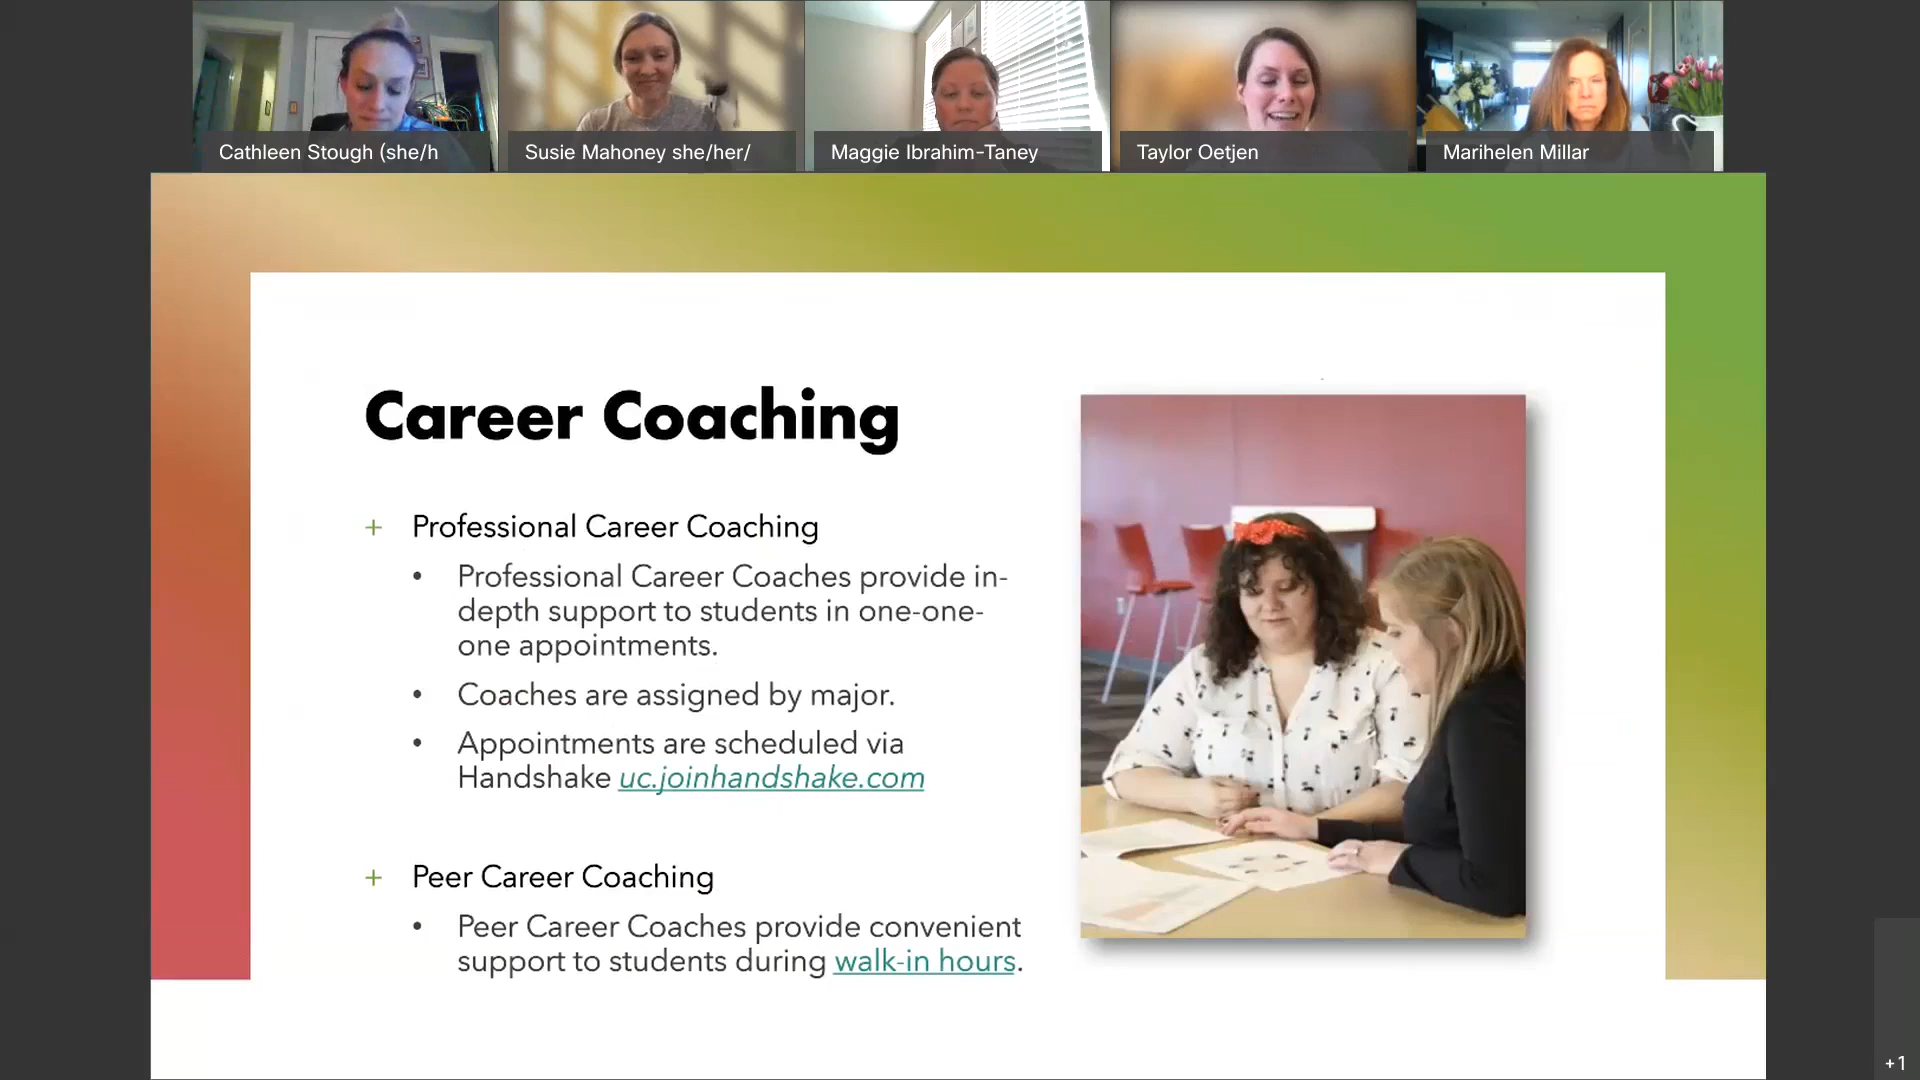 Cathleen Stough (she/h
Susie Mahoney she/her/
Maggie Ibrahim-Taney
Taylor Oetjen
Marihelen Millar
Career Coaching
+ Professional Career Coaching
• Professional Career Coaches provide in-
depth support to students in one-one-
one appointments.
• Coaches are assigned by major.
• Appointments are scheduled via
Handshake uc.joinhandshake.com
+ Peer Career Coaching
• Peer Career Coaches provide convenient
support to students during walk-in hours.
+1